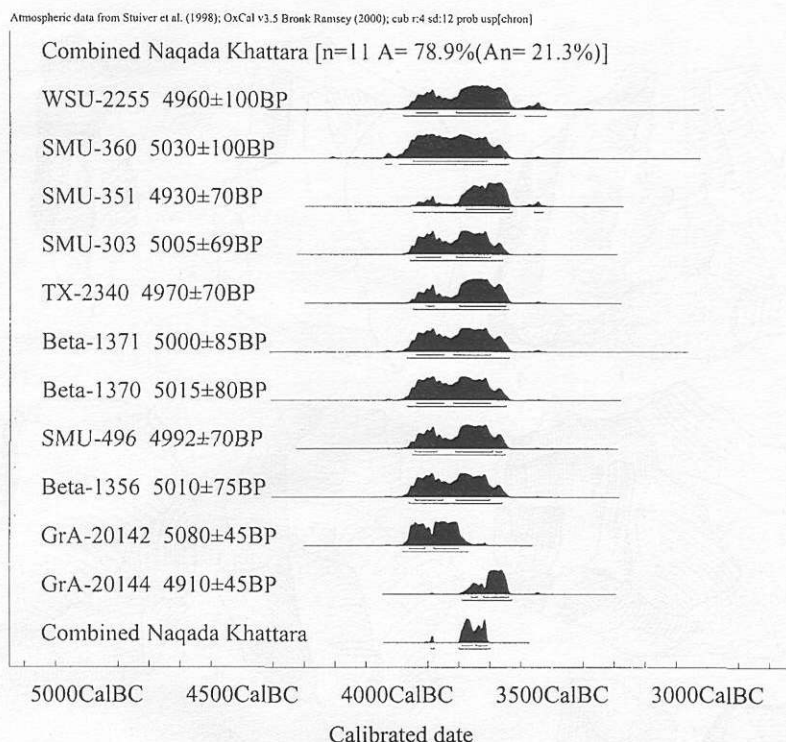 Atmospheric data from Stuiver et al. (1998); OxCal v3.5 Bronk Ramsey (2000); cub r:4 sd:12 prob usp[chron]
Combined Naqada Khattara [n=11 A= 78.9%(An= 21.3%)]
WSU-2255 4960±100BP
SMU-360 5030±100BP
SMU-351 4930±70BP
SMU-303 5005±69BP
TX-2340 4970±70BP
Beta-1371 5000±85BP
Beta-1370 5015±80BP
SMU-496 4992±70BP
Beta-1356 5010±75BP
GrA-20142 5080±45BP
GrA-20144 4910±45BP
Combined Naqada Khattara
5000CalBC 4500CalBC 4000CalBC 3500CalBC 3000CalBC
Calibrated date